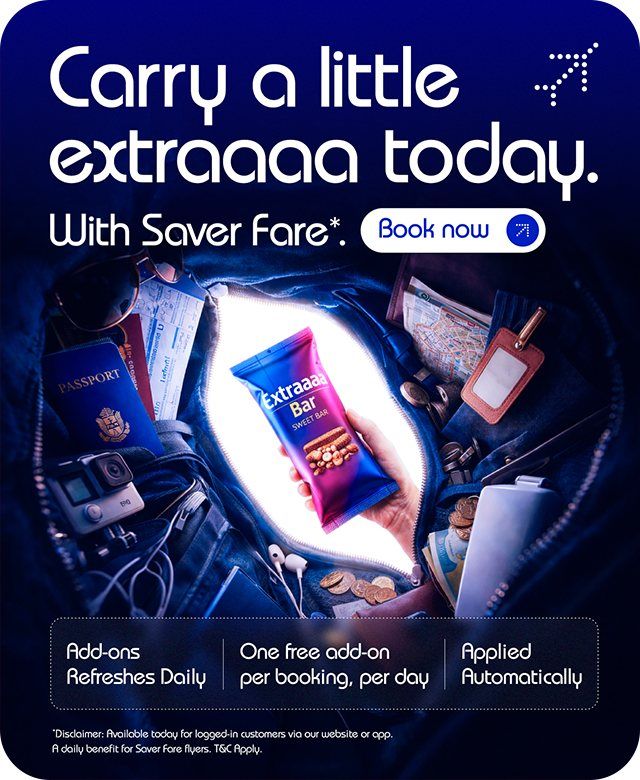 Carry a little
extraaaa today.
With Saver Fare*.
Book now
PASSPORT
Extraaaa
Bar
SWEET BAR
Add-ons
Refreshes Daily
One free add-on
per booking, per day
Applied
Automatically
*Disclaimer: Available today for logged-in customers via our website or app.
A daily benefit for Saver Fare flyers. T&C Apply.